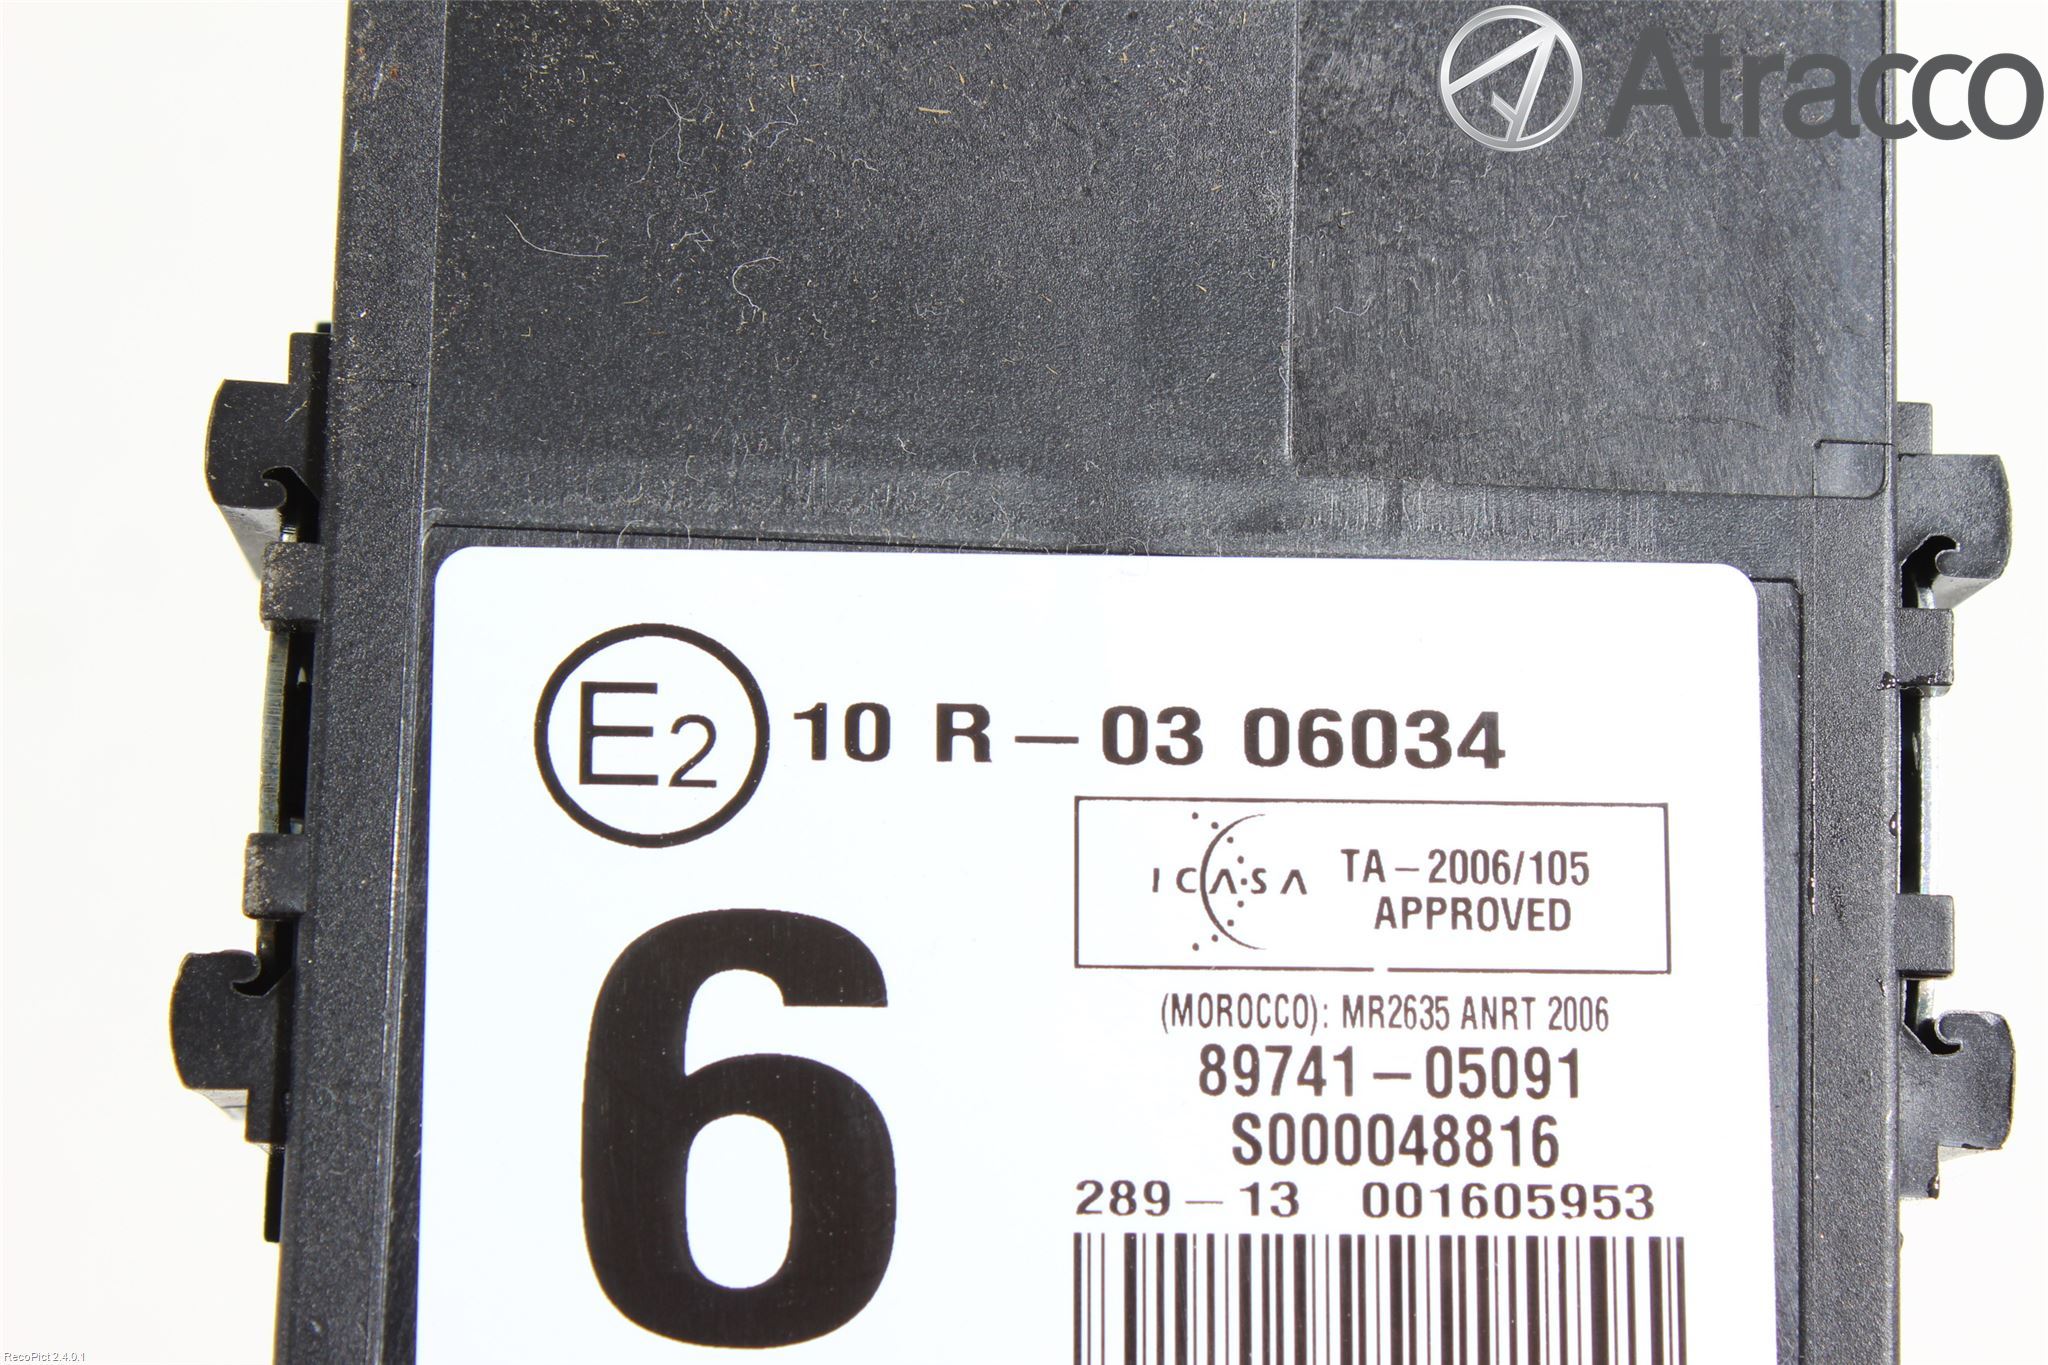 Atracco
E2 10 R-03 06034
ICASA TA-2006/105
APPROVED
6
(MOROCCO): MR2635 ANRT 2006
89741-05091
S000048816
289-13 001605953
RecoPict 2.4.0.1